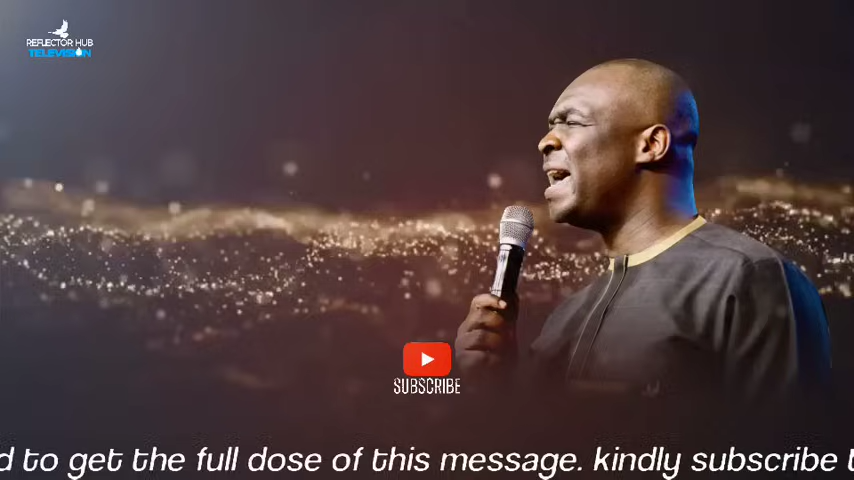 REFLECTOR HUB
TELEVISION
SUBSCRIBE
to get the full dose of this message. kindly subscribe